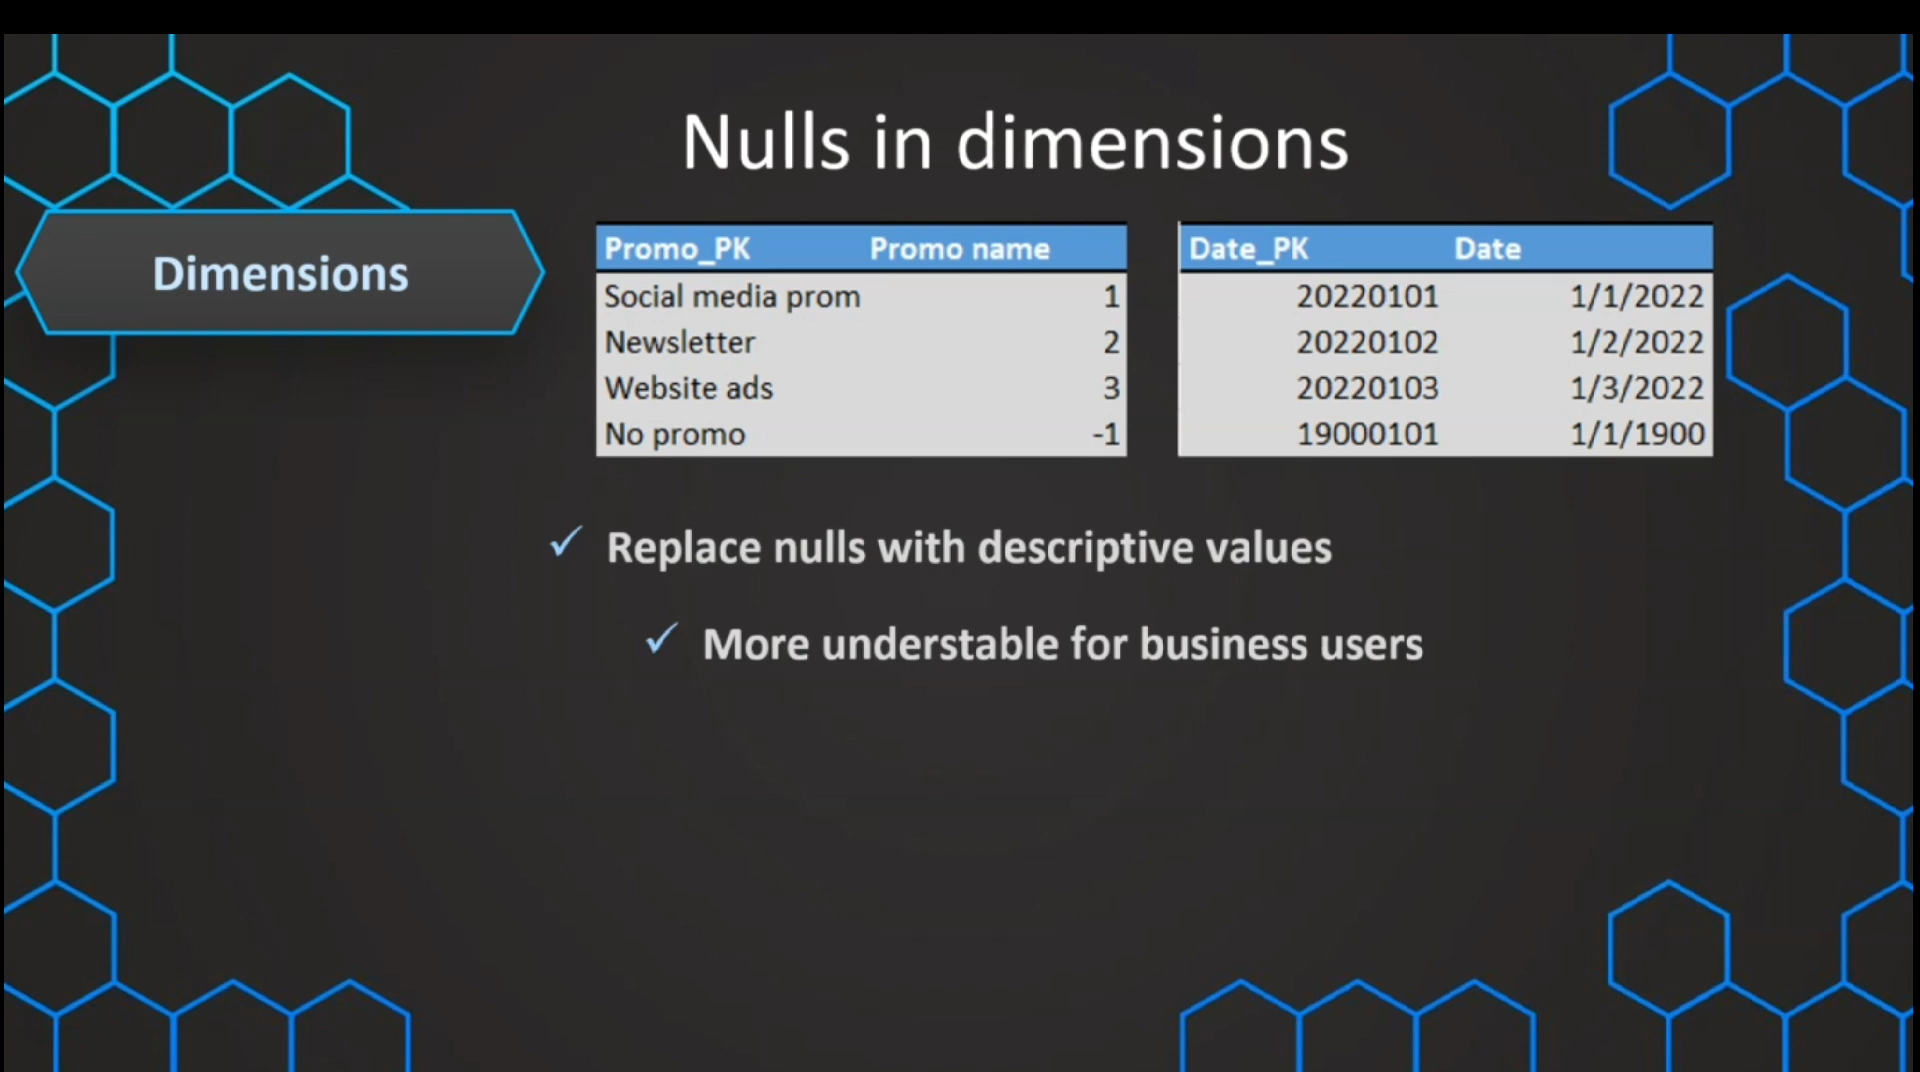 Nulls in dimensions
Dimensions
Promo_PK Promo name
Social media prom 1
Newsletter 2
Website ads 3
No promo -1
Date_PK Date
20220101 1/1/2022
20220102 1/2/2022
20220103 1/3/2022
19000101 1/1/1900
✓ Replace nulls with descriptive values
✓ More understable for business users